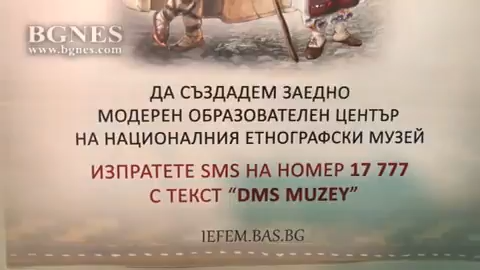 BGNES
www.bgnes.com
ДА СЪЗДАДЕМ ЗАЕДНО
МОДЕРЕН ОБРАЗОВАТЕЛЕН ЦЕНТЪР
НА НАЦИОНАЛНИЯ ЕТНОГРАФСКИ МУЗЕЙ
ИЗПРАТЕТЕ SMS НА НОМЕР 17 777
С ТЕКСТ “DMS MUZEY”
IEFEM.BAS.BG